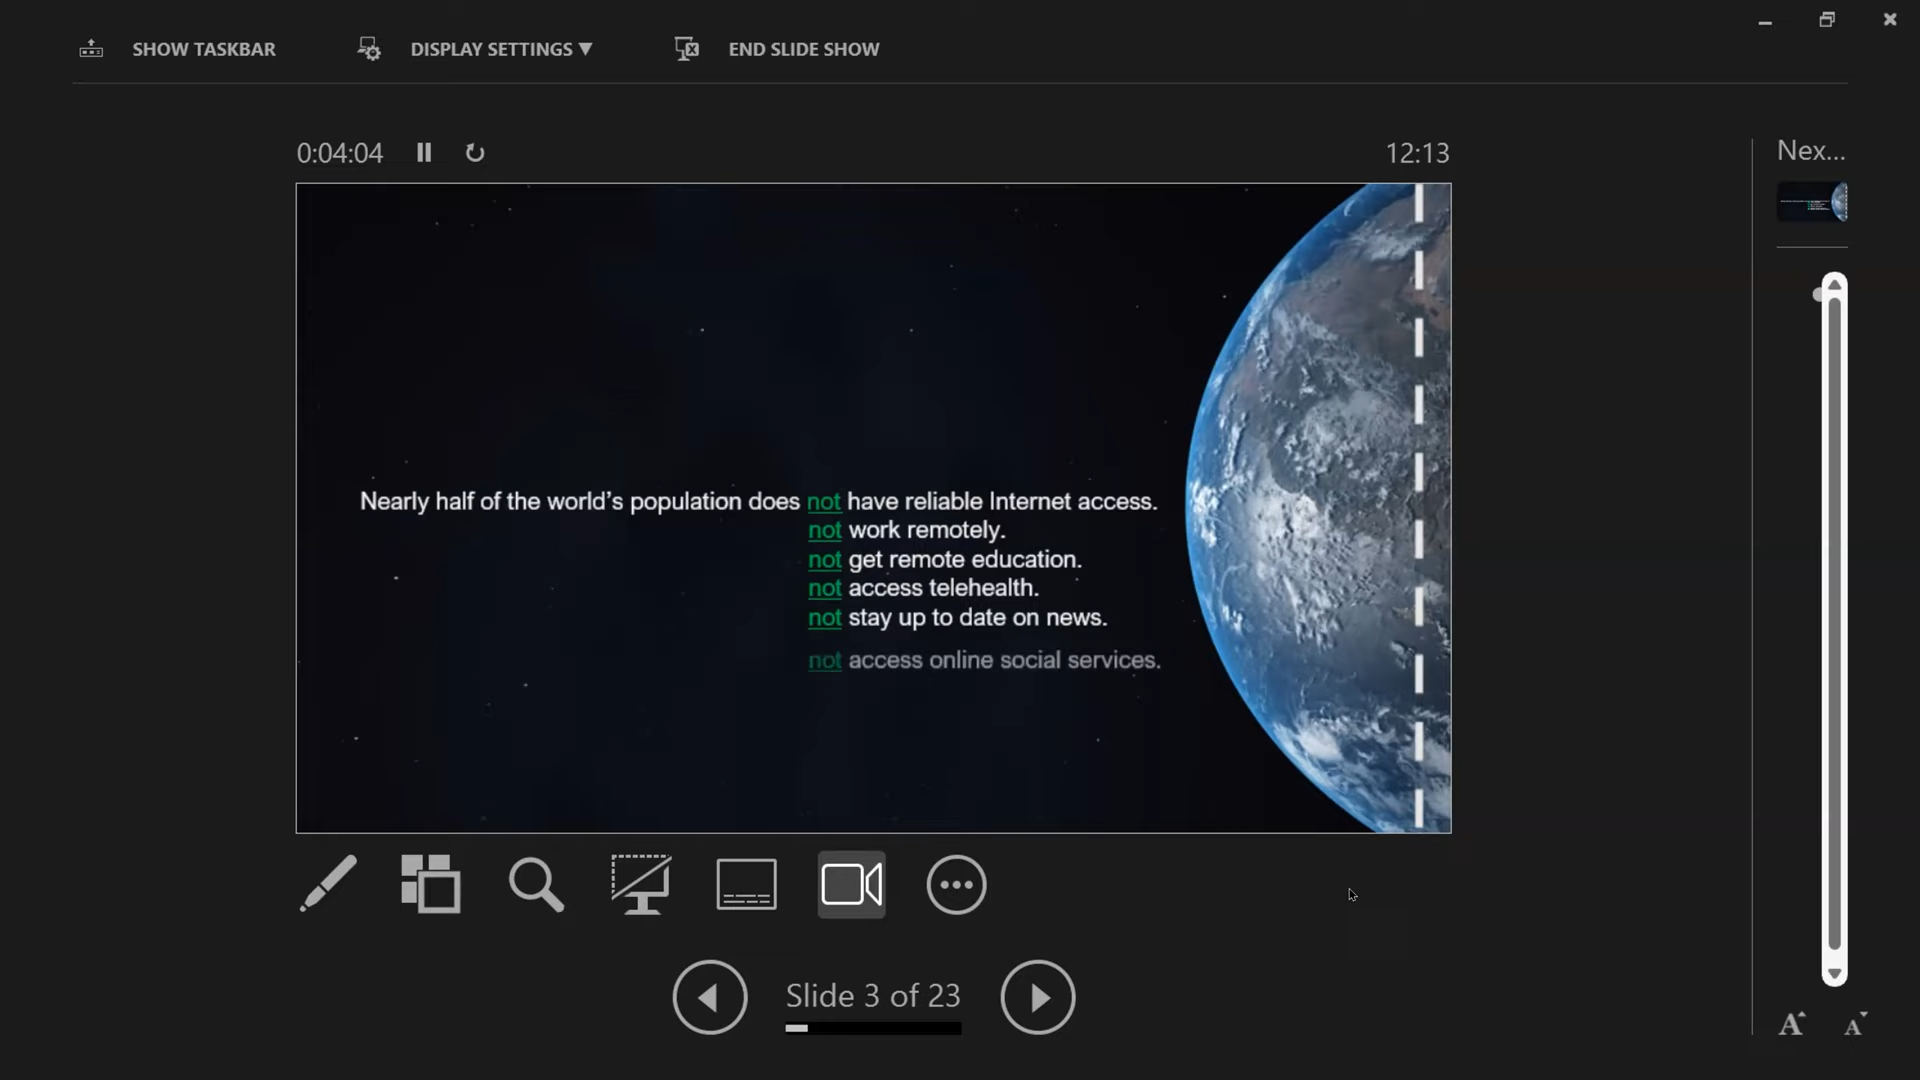 SHOW TASKBAR
DISPLAY SETTINGS ▼
END SLIDE SHOW
0:04:04
12:13
Nex...
Nearly half of the world’s population does not have reliable Internet access.
not work remotely.
not get remote education.
not access telehealth.
not stay up to date on news.
not access online social services.
Slide 3 of 23
A A